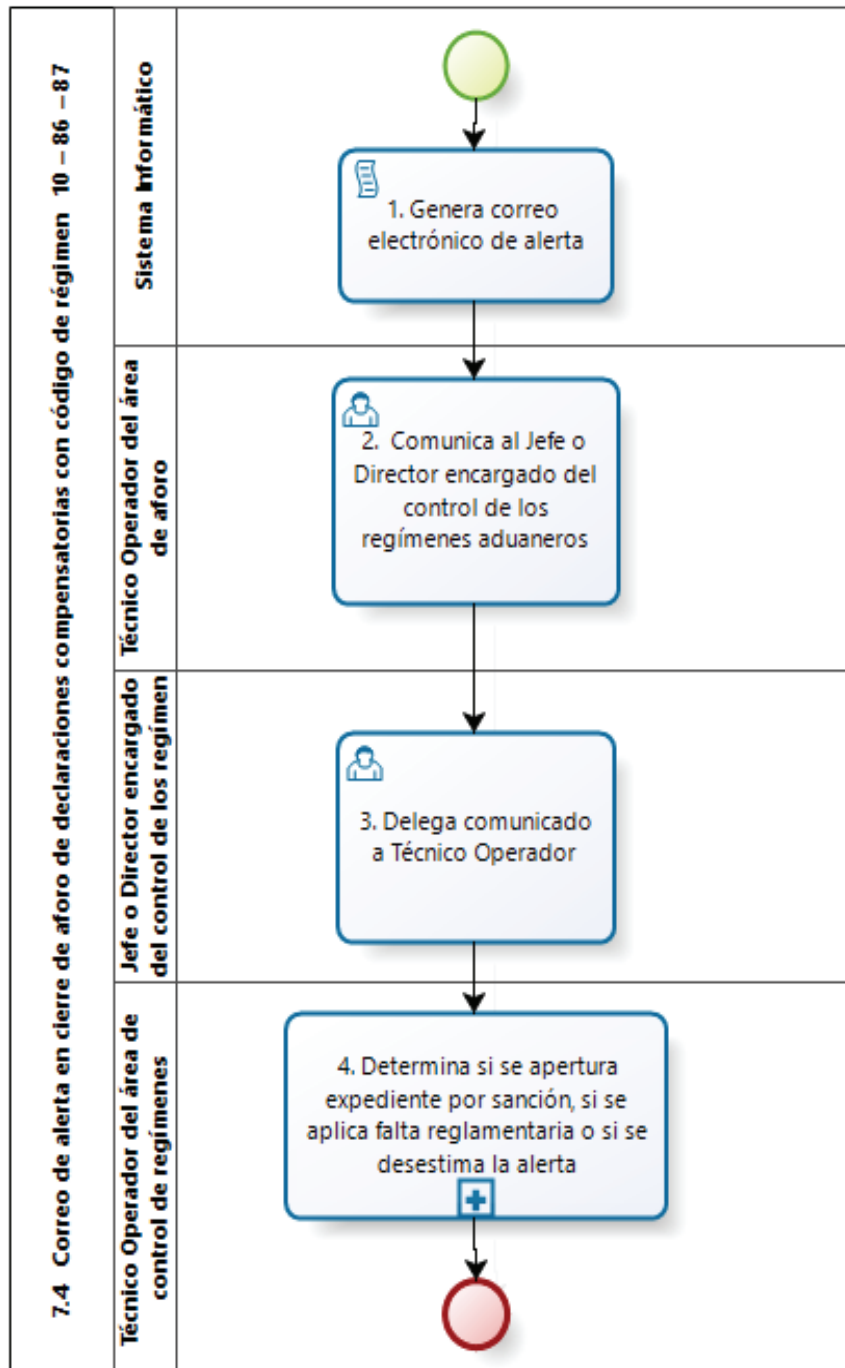 7.4 Correo de alerta en cierre de aforo de declaraciones compensatorias con código de régimen 10 – 86 – 87
Sistema Informático
1. Genera correo
electrónico de alerta
Técnico Operador del área
de aforo
2. Comunica al Jefe o
Director encargado del
control de los
regímenes aduaneros
Jefe o Director encargado
del control de los regímen
3. Delega comunicado
a Técnico Operador
Técnico Operador del área de
control de regímenes
4. Determina si se apertura
expediente por sanción, si se
aplica falta reglamentaria o si se
desestima la alerta